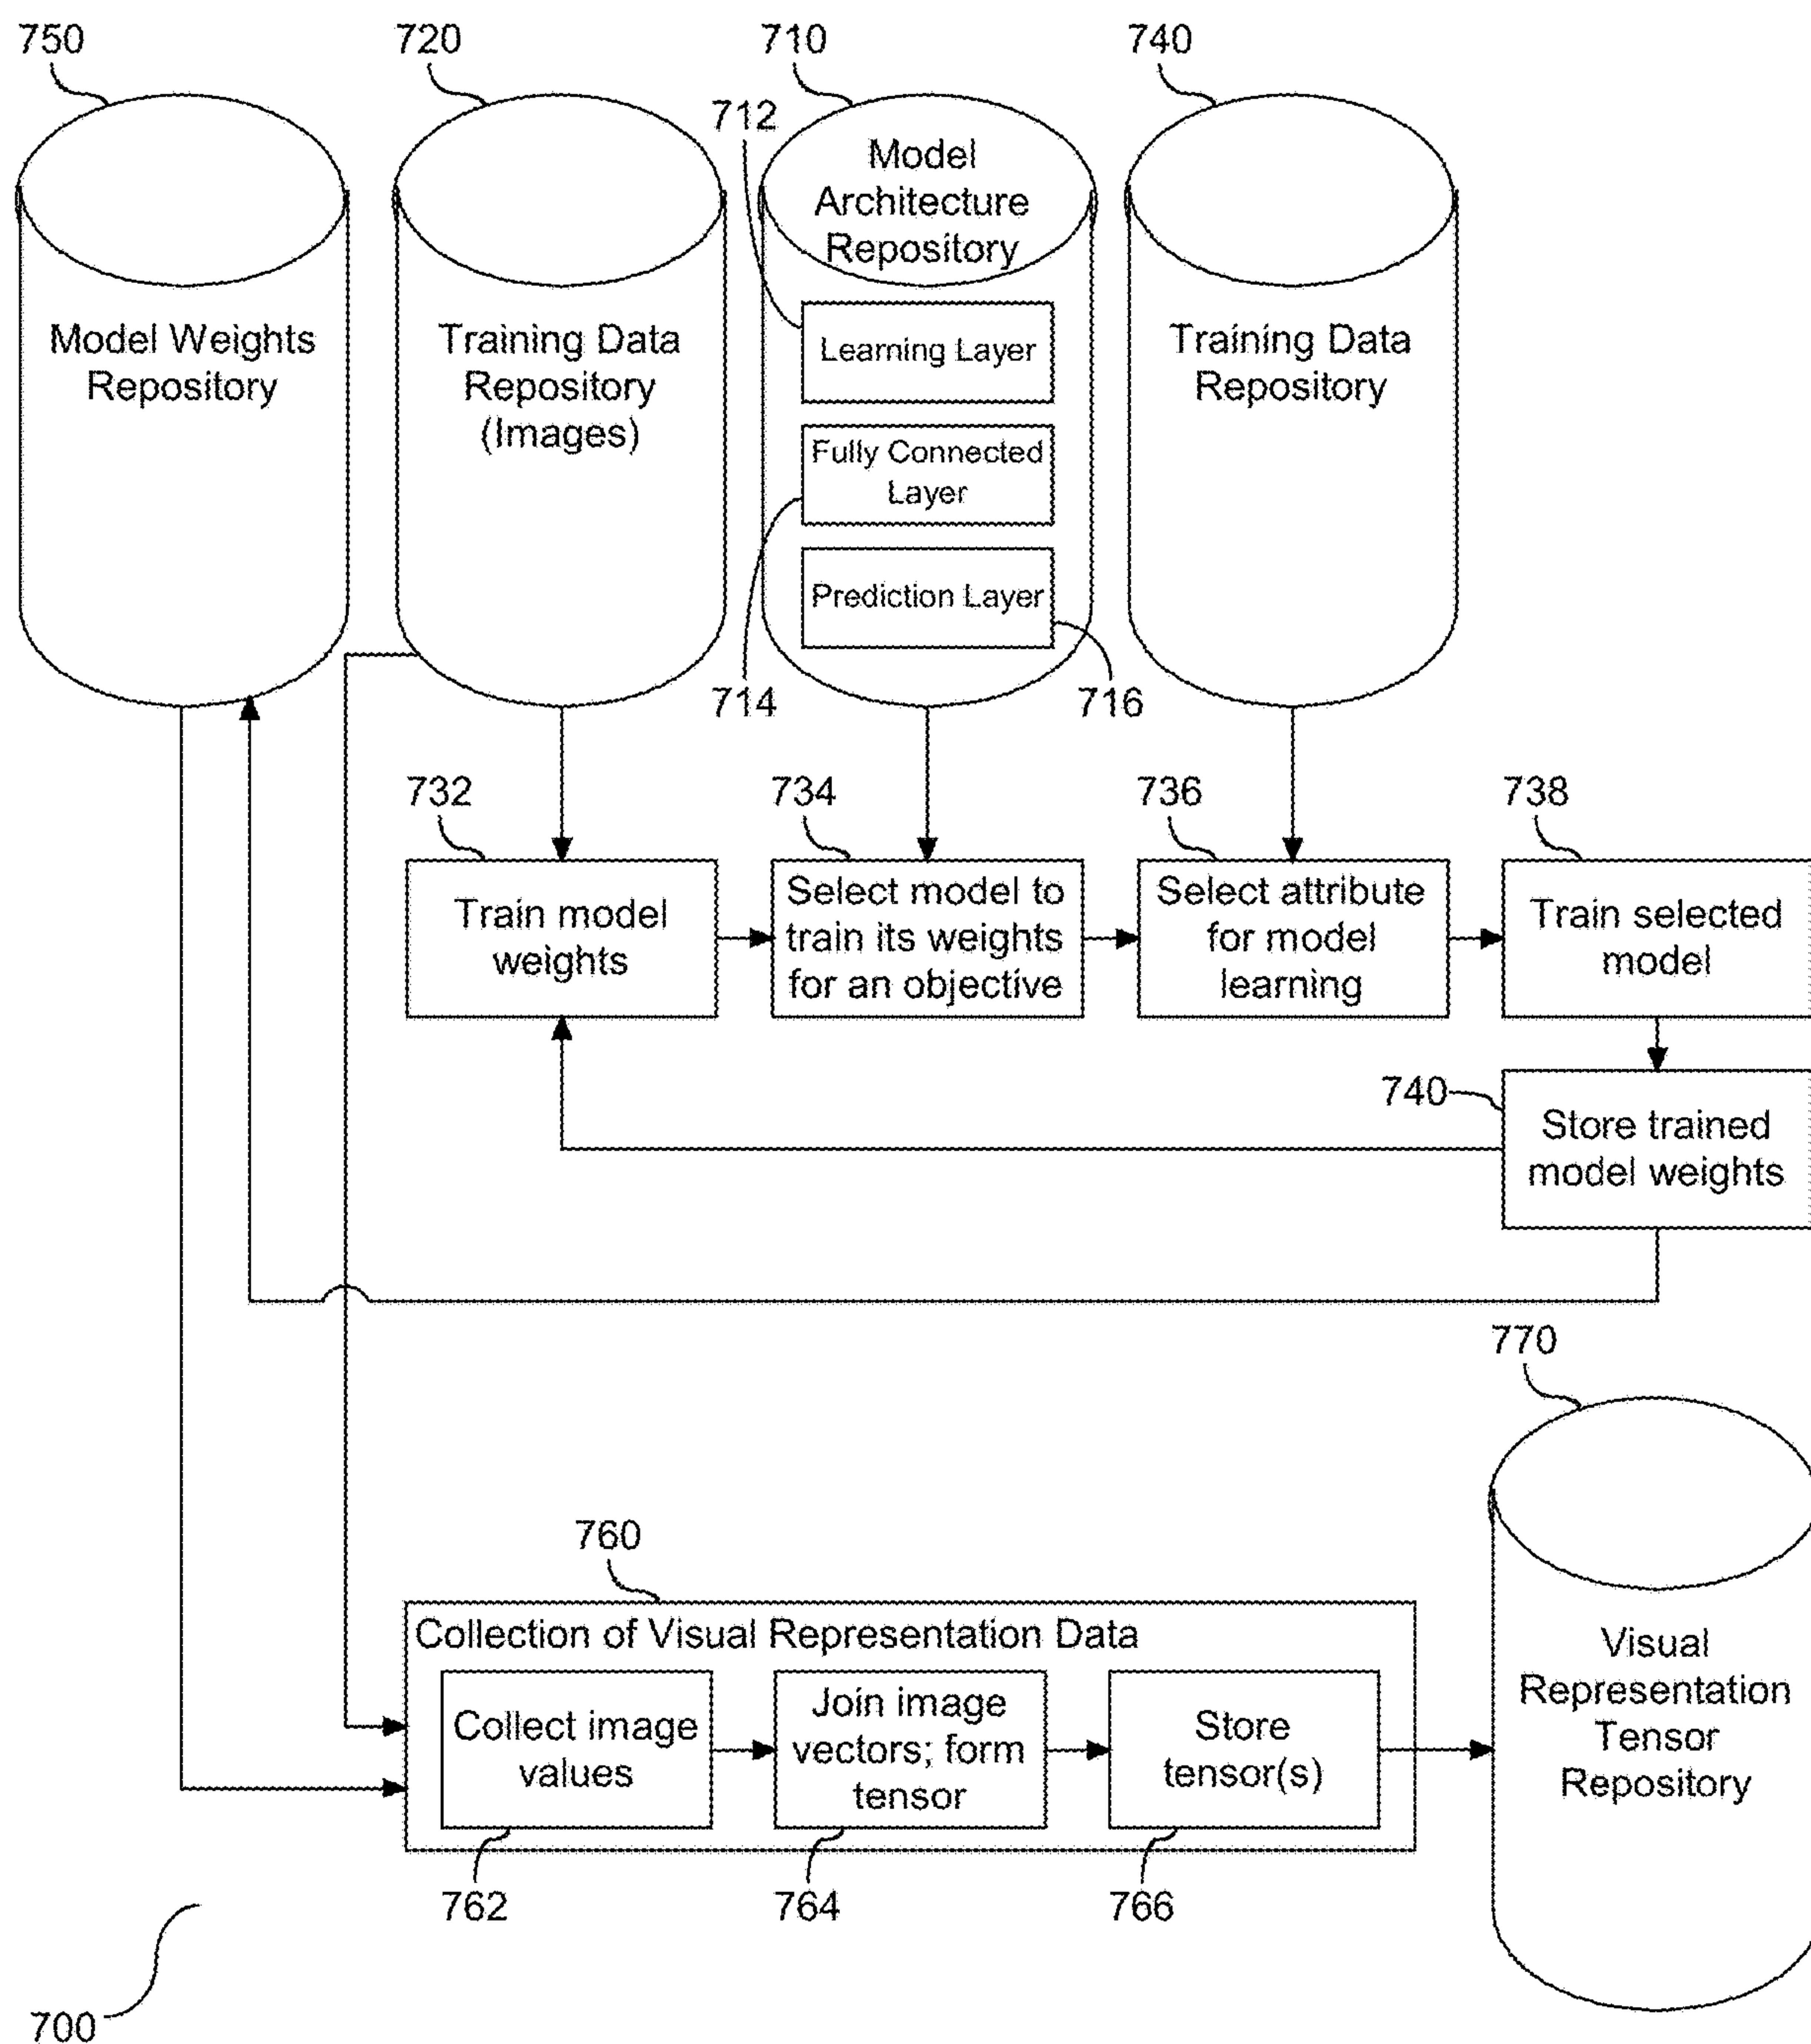 750
720
710
740
712
Model
Architecture
Repository
Model Weights
Repository
Training Data
Repository
(Images)
Learning Layer
Fully Connected
Layer
Prediction Layer
Training Data
Repository
714
716
732
734
736
738
Train model
weights
Select model to
train its weights
for an objective
Select attribute
for model
learning
Train selected
model
740
Store trained
model weights
770
760
Collection of Visual Representation Data
Collect image
values
Join image
vectors; form
tensor
Store
tensor(s)
Visual
Representation
Tensor
Repository
762
764
766
700